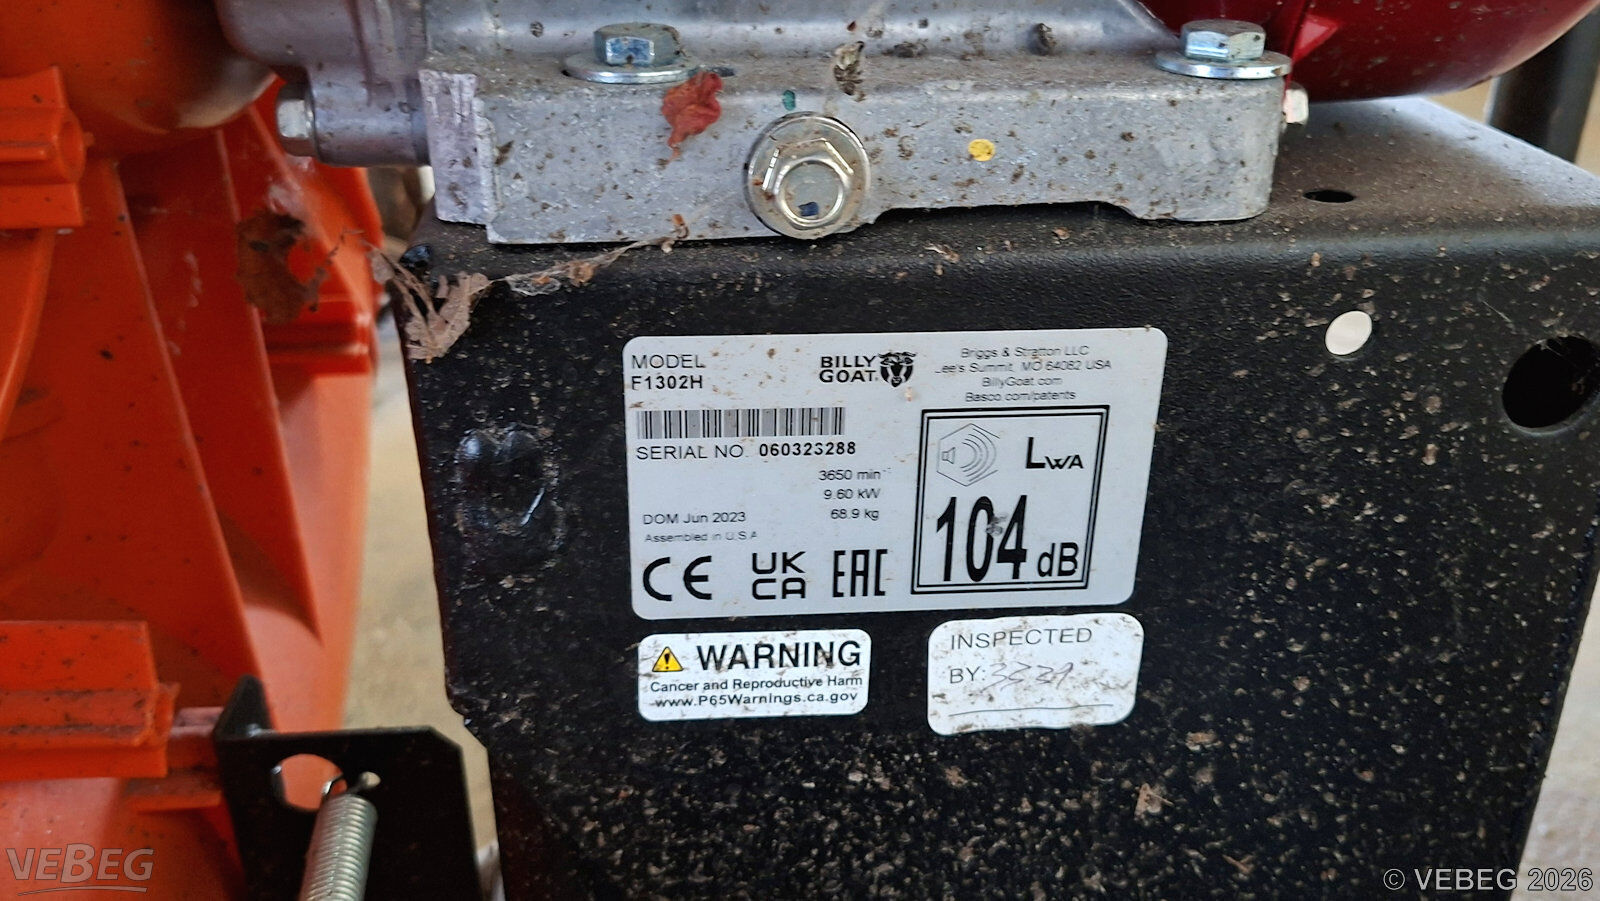 MODEL
F1302H
BILLY
GOAT
Briggs & Stratton LLC
Lee's Summit, MO 64082 USA
BillyGoat.com
Basco.com/patents
SERIAL NO. 060323288
3650 min⁻¹
9.60 kW
68.9 kg
DOM Jun 2023
Assembled in U.S.A
CE
UK
CA
EAC
LWA
104 dB
WARNING
Cancer and Reproductive Harm
www.P65Warnings.ca.gov
INSPECTED
BY:
VEBEG
© VEBEG 2026